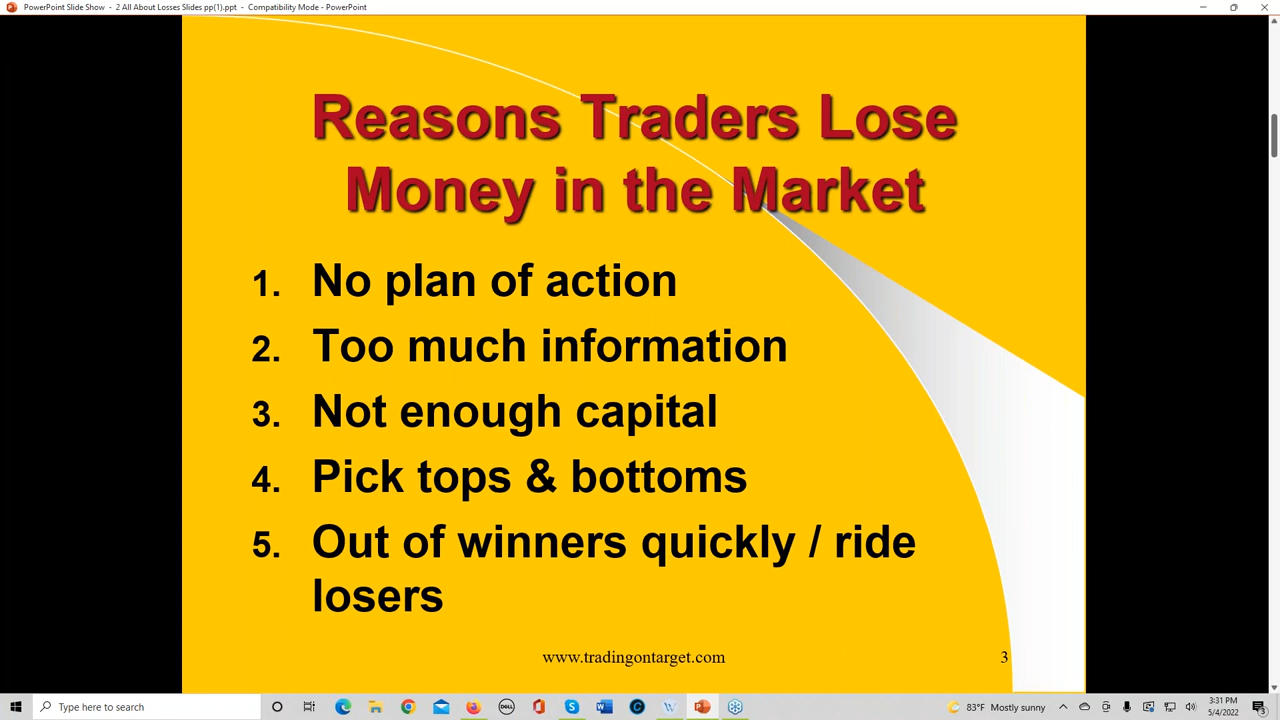 PowerPoint Slide Show - 2 All About Losses Slides pp(1).ppt - Compatibility Mode - PowerPoint
Reasons Traders Lose
Money in the Market
1. No plan of action
2. Too much information
3. Not enough capital
4. Pick tops & bottoms
5. Out of winners quickly / ride
losers
www.tradingontarget.com
3
Type here to search
DELL
83°F Mostly sunny
3:31 PM
5/4/2022